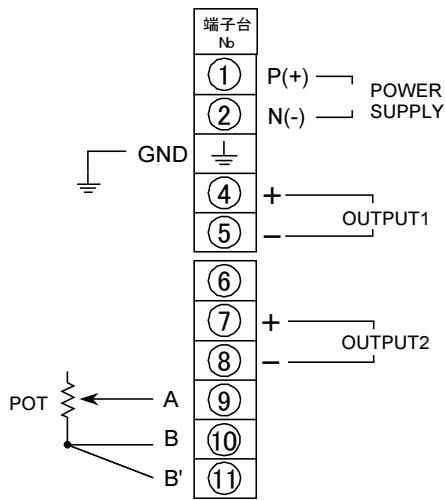 端子台
No
① P(+)
POWER
② N(-) SUPPLY
GND
④ +
OUTPUT1
⑤ −
⑥
⑦ +
OUTPUT2
⑧ −
POT A ⑨
B ⑩
B' ⑪